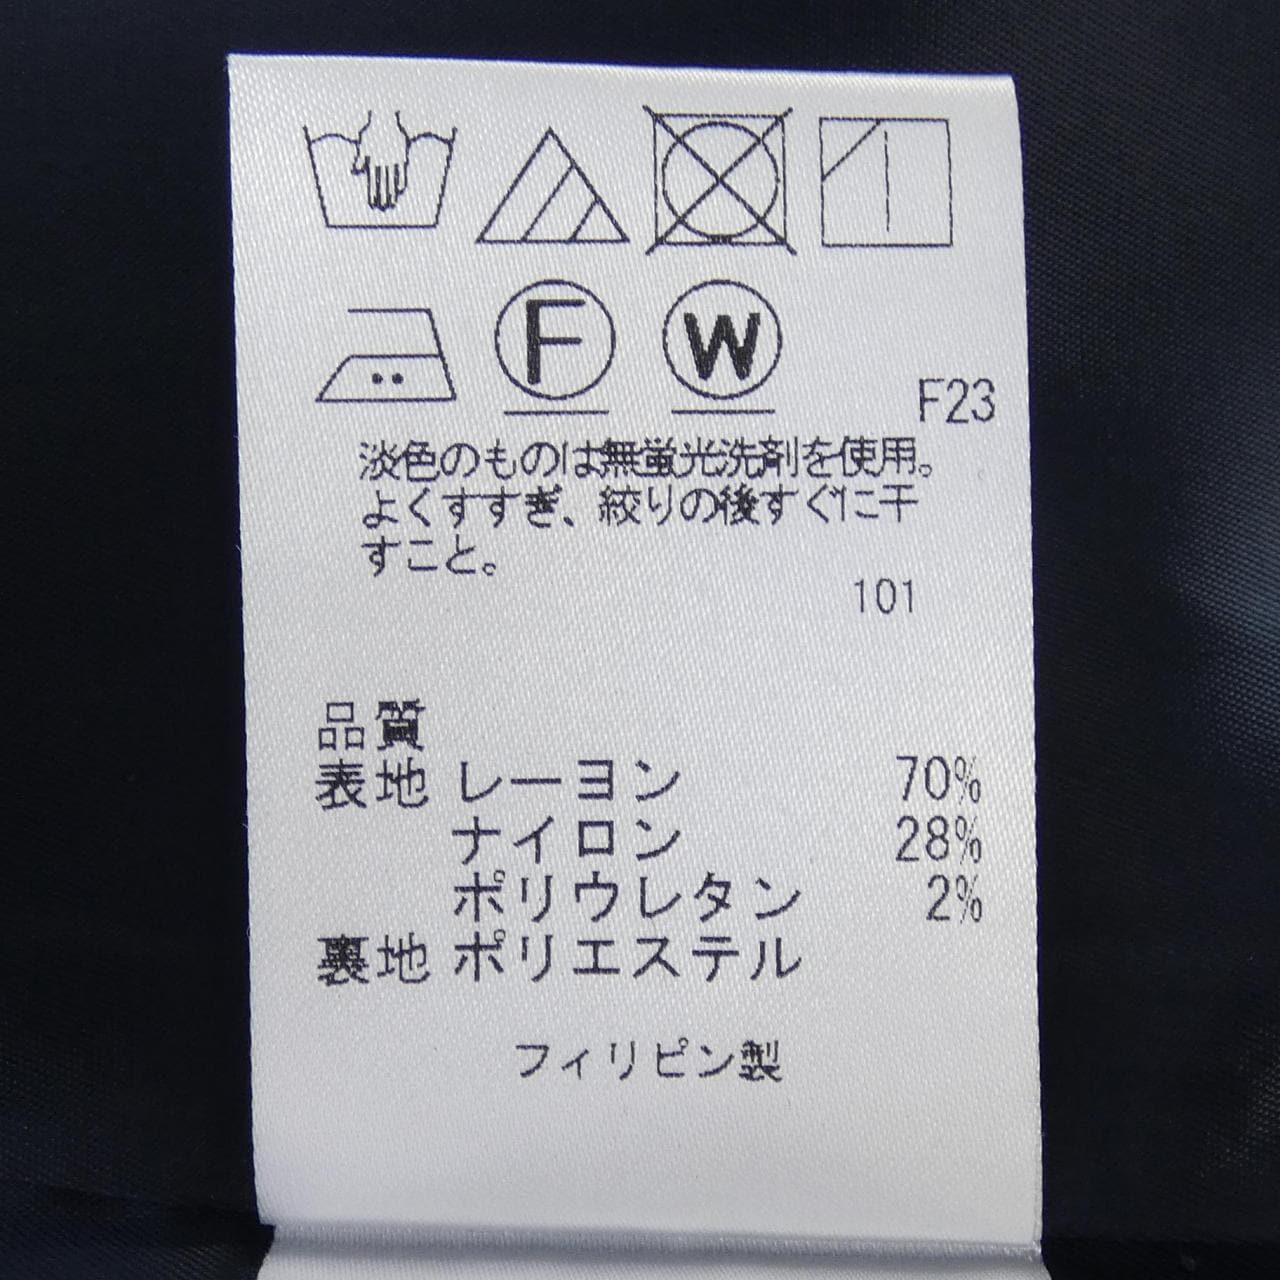 F W
F23
淡色のものは無蛍光洗剤を使用。
よくすすぎ、絞りの後すぐに干
すこと。
101
品質
表地 レーヨン 70%
ナイロン 28%
ポリウレタン 2%
裏地 ポリエステル
フィリピン製